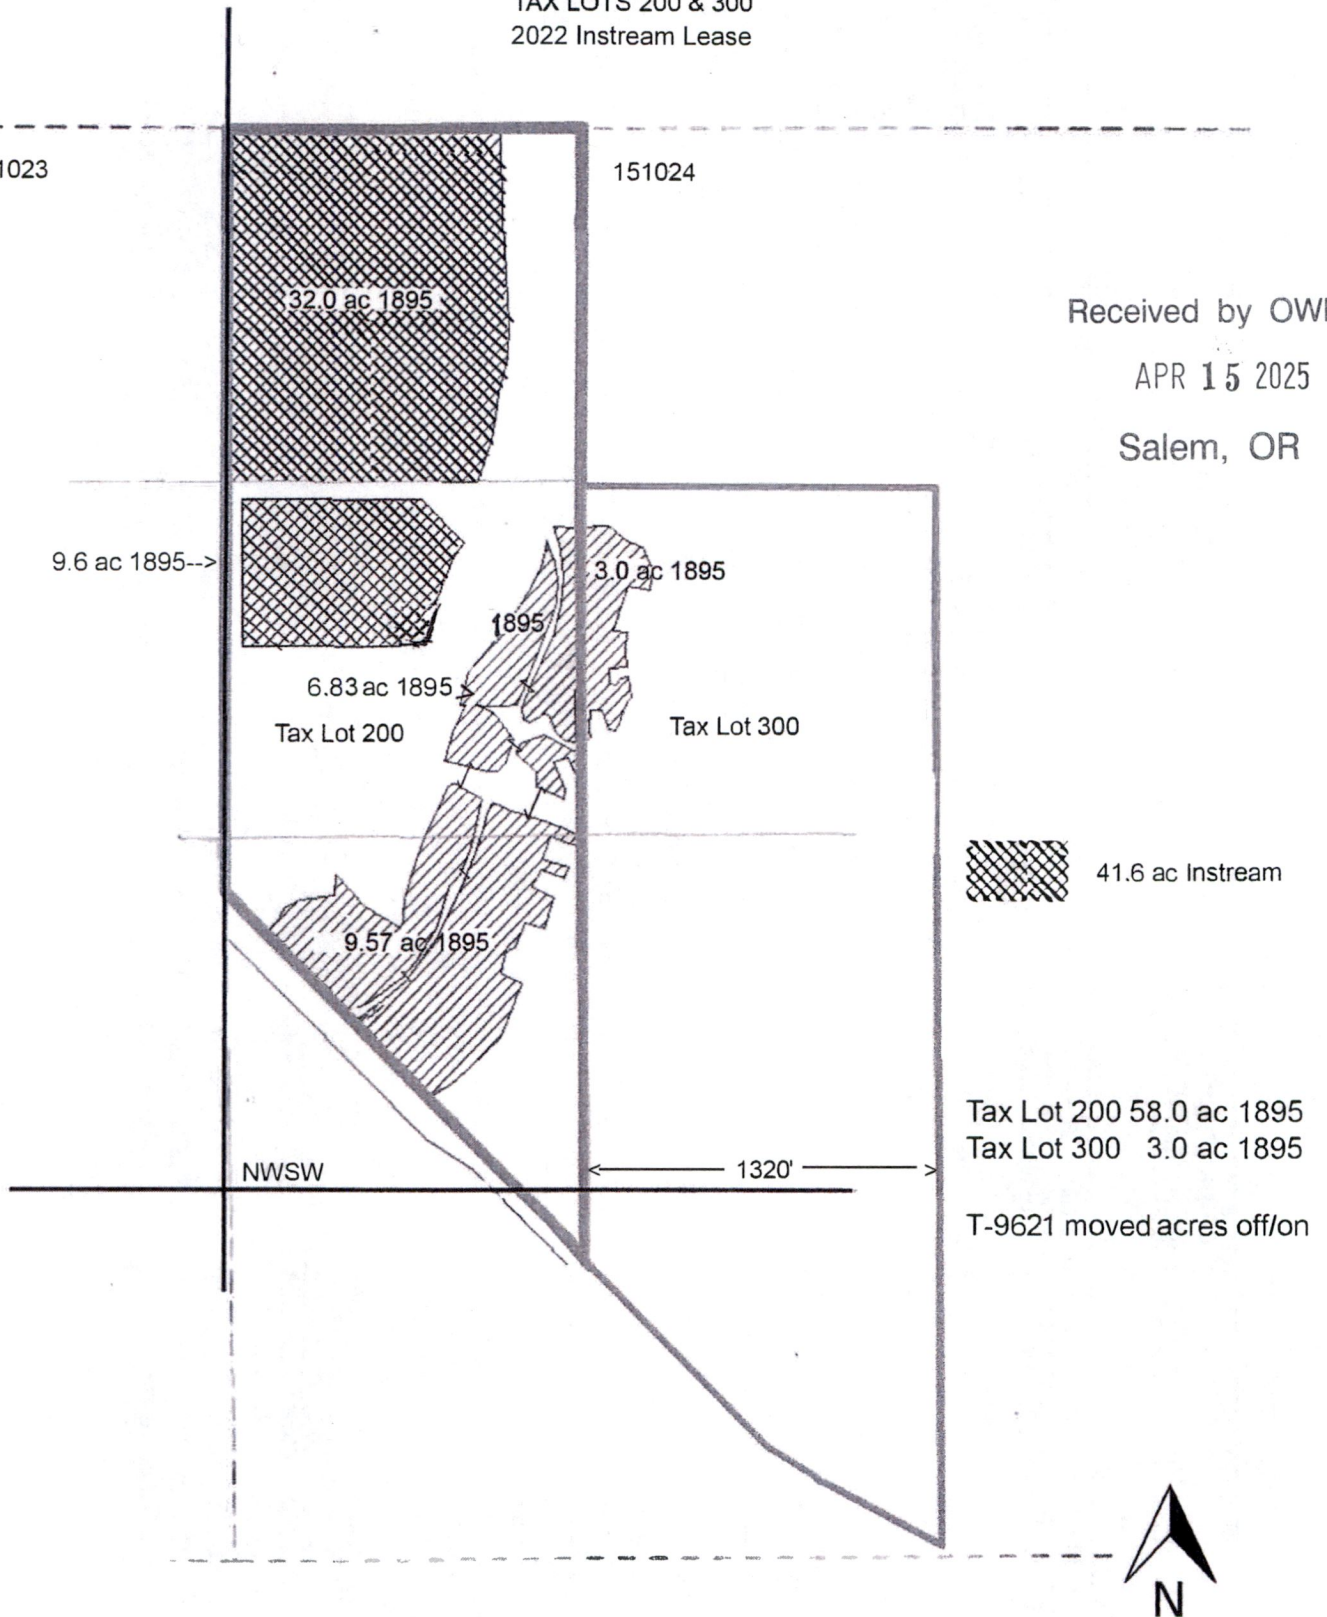 TAX LOTS 200 & 300
2022 Instream Lease
1023
151024
32.0 ac 1895
Received by OW
APR 15 2025
Salem, OR
9.6 ac 1895-->
3.0 ac 1895
1895
6.83 ac 1895
Tax Lot 200
Tax Lot 300
41.6 ac Instream
9.57 ac 1895
Tax Lot 200 58.0 ac 1895
Tax Lot 300 3.0 ac 1895
NWSW
1320'
T-9621 moved acres off/on
N